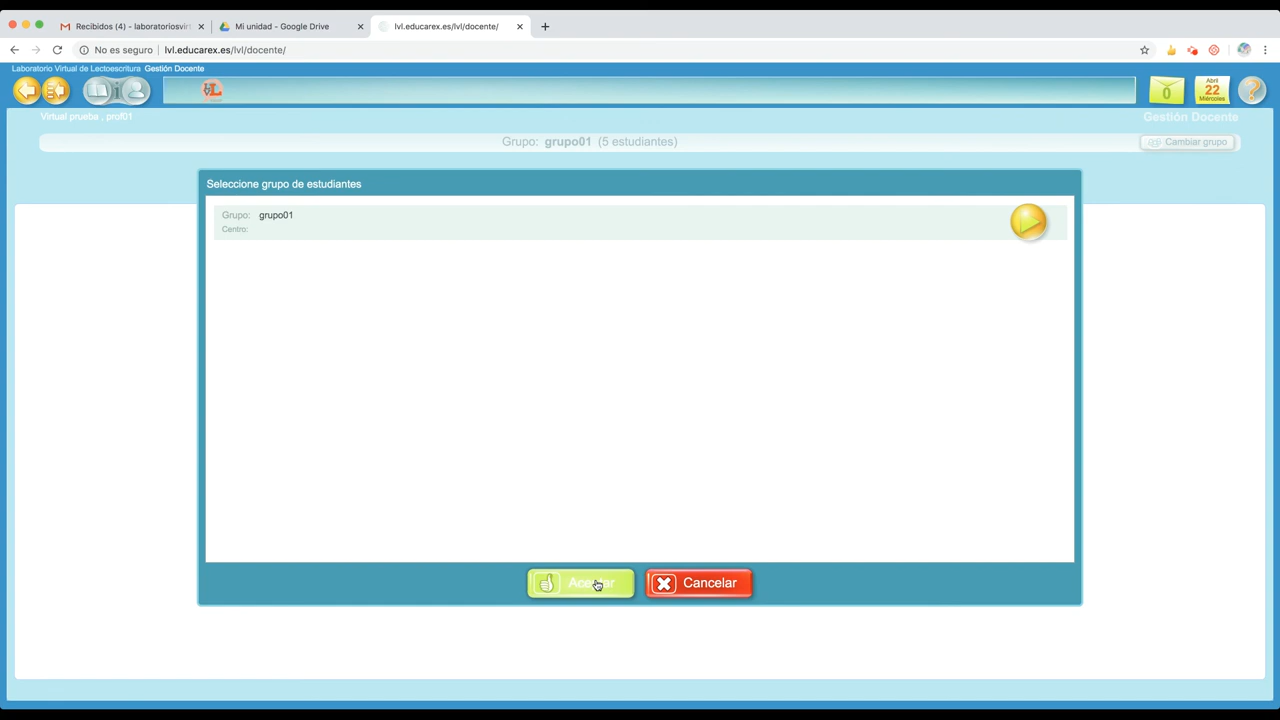 Recibidos (4) - laboratoriosvir
Mi unidad - Google Drive
lvl.educarex.es/lvl/docente/
No es seguro
lvl.educarex.es/lvl/docente/
Laboratorio Virtual de Lectoescritura Gestión Docente
0
Abril
22
Miércoles
?
Virtual prueba , prof01
Gestión Docente
Grupo: grupo01 (5 estudiantes)
Cambiar grupo
Seleccione grupo de estudiantes
Grupo: grupo01
Centro:
Aceptar
Cancelar